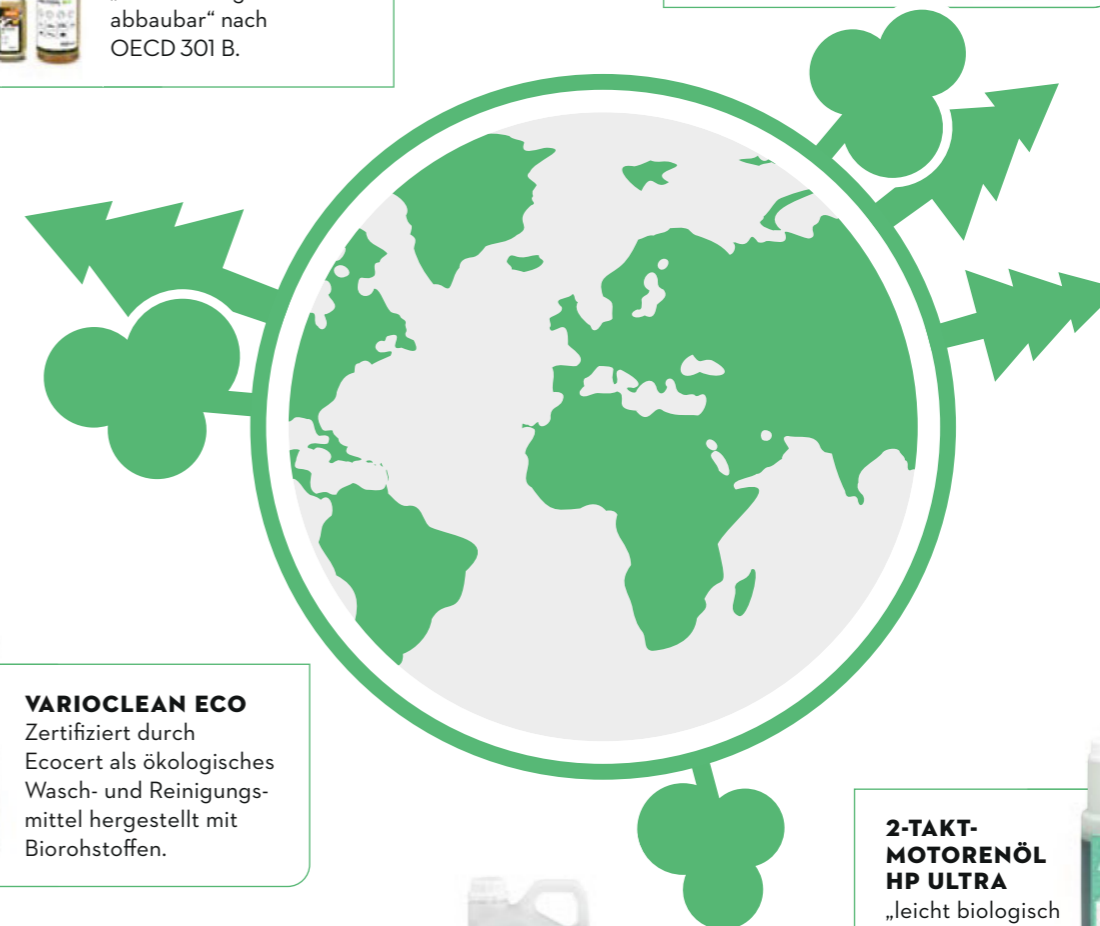 abbaubar“ nach
OECD 301 B.
VARIOCLEAN ECO
Zertifiziert durch
Ecocert als ökologisches
Wasch- und Reinigungs-
mittel hergestellt mit
Biorohstoffen.
2-TAKT-
MOTORENÖL
HP ULTRA
„leicht biologisch